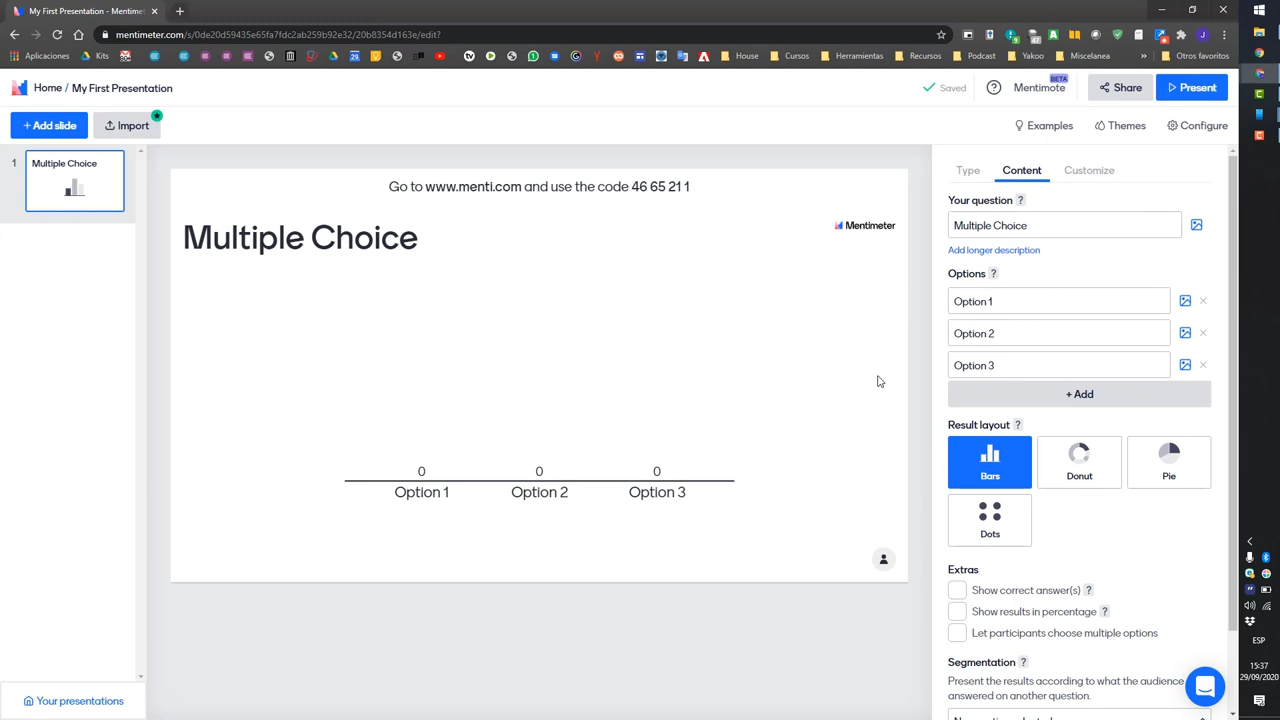 My First Presentation - Mentimet
mentimeter.com/s/0de20d59435e65fa7fdc2ab259b92e32/20b8354d163e/edit?
Aplicaciones
Kits
House
Cursos
Herramientas
Recursos
Podcast
Yakoo
Miscelanea
»
Otros favoritos
Home / My First Presentation
Saved
Mentimote
BETA
Share
Present
+ Add slide
Import
Examples
Themes
Configure
1
Multiple Choice
Go to www.menti.com and use the code 46 65 21 1
Multiple Choice
Mentimeter
0 0 0
Option 1 Option 2 Option 3
Your presentations
Type Content Customize
Your question ?
Multiple Choice
Add longer description
Options ?
Option 1
Option 2
Option 3
+ Add
Result layout ?
Bars Donut Pie
Dots
Extras
Show correct answer(s) ?
Show results in percentage ?
Let participants choose multiple options
Segmentation ?
Present the results according to what the audience
answered on another question.
ESP
15:37
29/09/2020